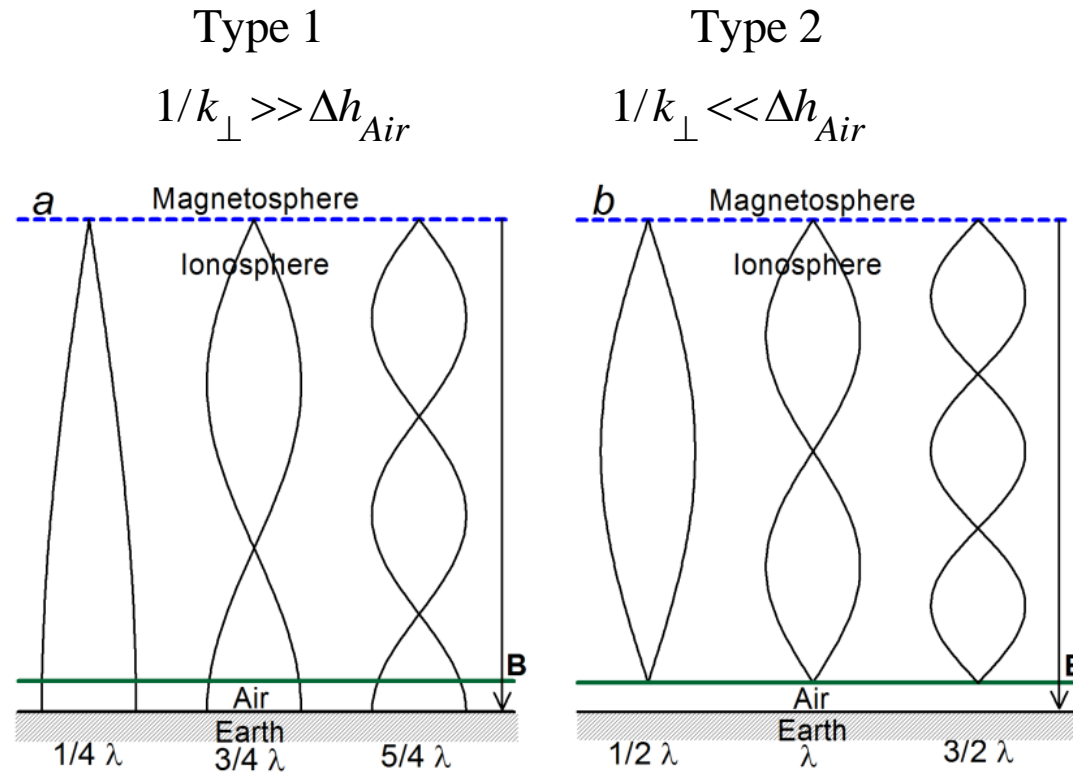 Type 1
1/k⊥ >> Δh_Air
a
Magnetosphere
Ionosphere
B
Air
Earth
1/4 λ
3/4 λ
5/4 λ
Type 2
1/k⊥ << Δh_Air
b
Magnetosphere
Ionosphere
B
Air
Earth
1/2 λ
λ
3/2 λ